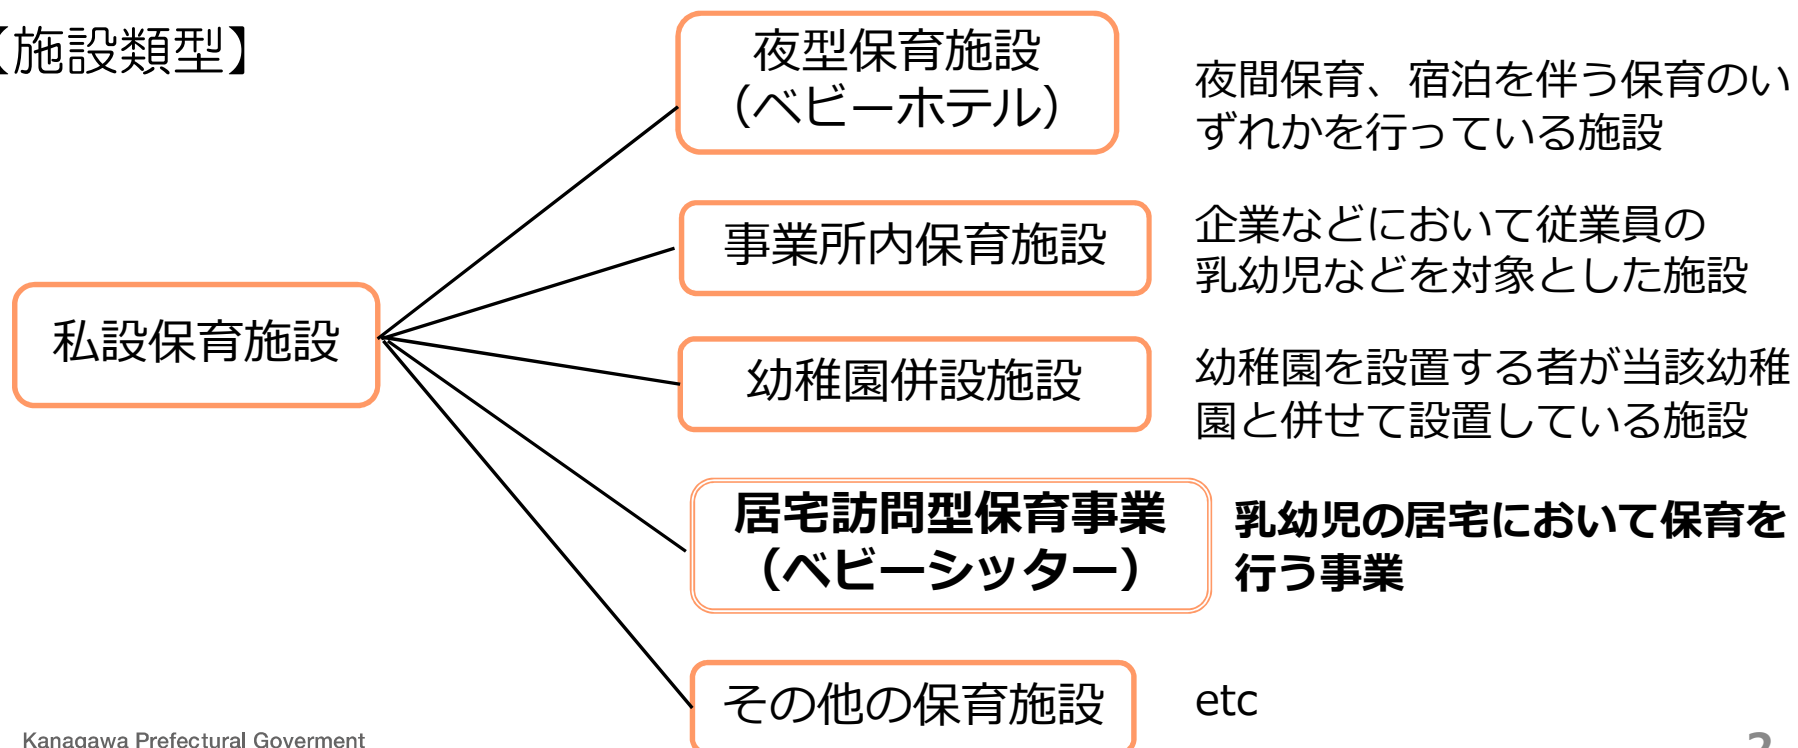 【施設類型】
夜型保育施設
（ベビーホテル）
夜間保育、宿泊を伴う保育のい
ずれかを行っている施設
事業所内保育施設
企業などにおいて従業員の
乳幼児などを対象とした施設
私設保育施設
幼稚園併設施設
幼稚園を設置する者が当該幼稚
園と併せて設置している施設
居宅訪問型保育事業
（ベビーシッター）
乳幼児の居宅において保育を
行う事業
その他の保育施設
etc
Kanagawa Prefectural Goverment
2